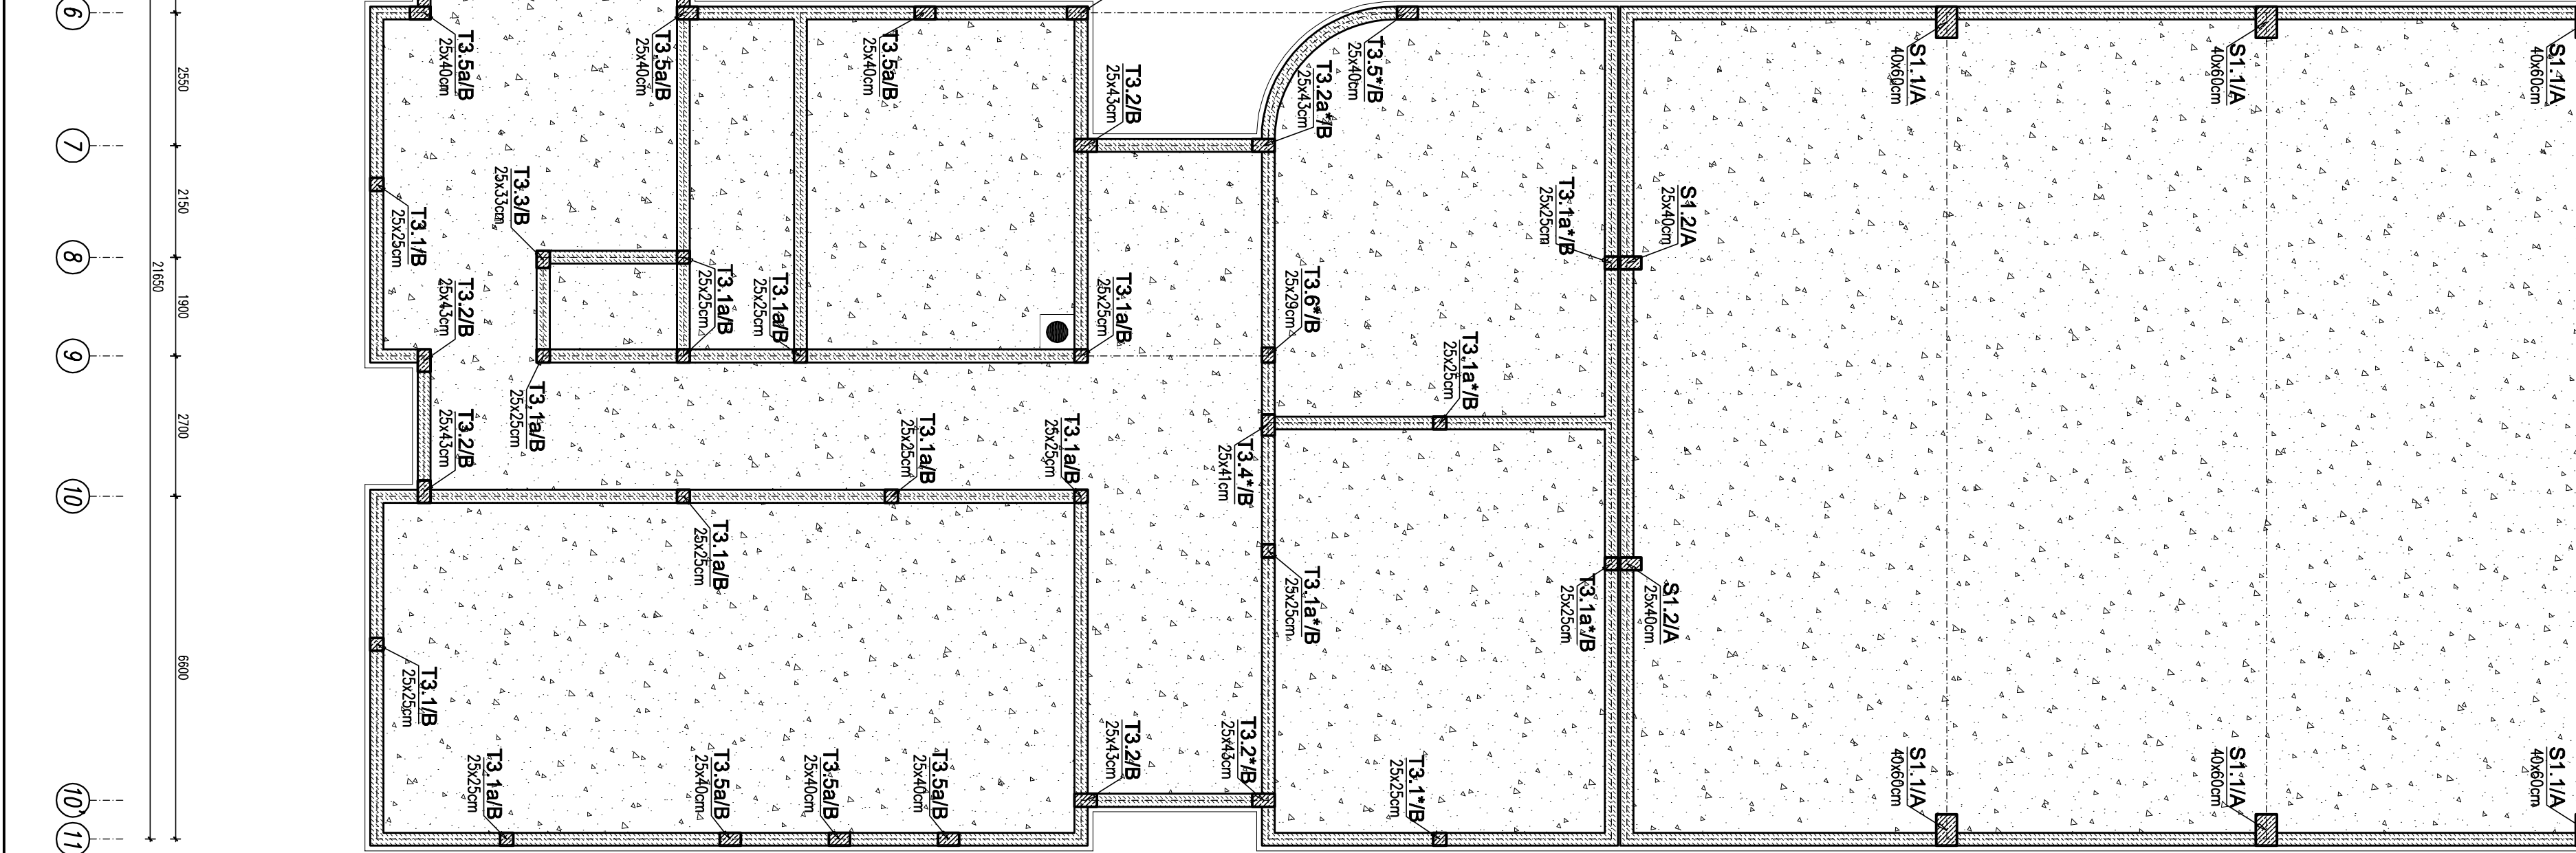 6
7
8
9
10
10'
11
2550
2150
1900
2700
6600
21650
T3.5a/B
25x40cm
T3.5a/B
25x40cm
T3.5a/B
25x40cm
T3.2/B
25x43cm
T3.5*/B
25x40cm
T3.2a*/B
25x43cm
S1.1/A
40x60cm
S1.1/A
40x60cm
S1.1/A
40x60cm
T3.3/B
25x33cm
T3.1/B
25x25cm
T3.1a*/B
25x25cm
S1.2/A
25x40cm
T3.2/B
25x43cm
T3.1a/B
25x25cm
T3.1a/B
25x25cm
T3.1a/B
25x25cm
T3.6*/B
25x29cm
T3.1a*/B
25x25cm
T3.1a/B
25x25cm
T3.2/B
25x43cm
T3.1a/B
25x25cm
T3.1a/B
25x25cm
T3.4*/B
25x41cm
T3.1a/B
25x25cm
T3.1a*/B
25x25cm
T3.1a*/B
25x25cm
S1.2/A
25x40cm
T3.1/B
25x25cm
T3.1a/B
25x25cm
T3.5a/B
25x40cm
T3.5a/B
25x40cm
T3.5a/B
25x40cm
T3.2/B
25x43cm
T3.2*/B
25x43cm
T3.1*/B
25x25cm
S1.1/A
40x60cm
S1.1/A
40x60cm
S1.1/A
40x60cm